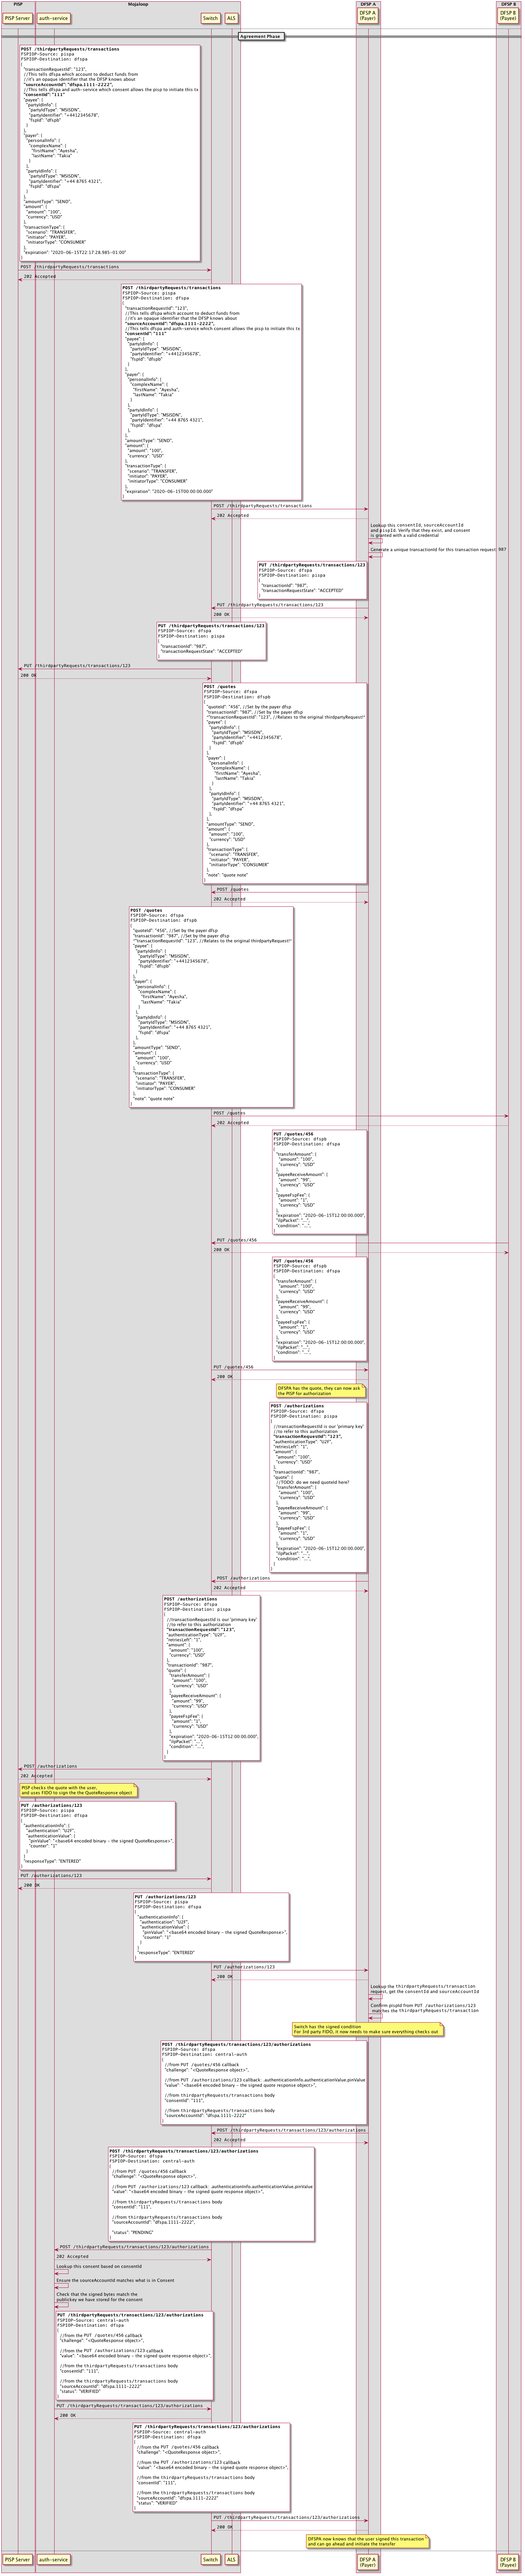 PISP
Mojaloop
DFSP A
DFSP B
PISP Server
auth-service
Switch
ALS
DFSP A
(Payer)
DFSP B
(Payee)
Agreement Phase
POST /thirdpartyRequests/transactions
FSPIOP-Source: pispa
FSPIOP-Destination: dfspa
{
"transactionRequestId": "123",
//This tells dfspa which account to deduct funds from
//it's an opaque identifier that the DFSP knows about
"sourceAccountId": "dfspa.1111-2222",
//This tells dfspa and auth-service which consent allows the pisp to initiate this tx
"consentId": "111"
"payee": {
"partyIdInfo": {
"partyIdType": "MSISDN",
"partyIdentifier": "+4412345678",
"fspId": "dfspb"
}
},
"payer": {
"personalInfo": {
"complexName": {
"firstName": "Ayesha",
"lastName": "Takia"
}
},
"partyIdInfo": {
"partyIdType": "MSISDN",
"partyIdentifier": "+44 8765 4321",
"fspId": "dfspa"
}
},
"amountType": "SEND",
"amount": {
"amount": "100",
"currency": "USD"
},
"transactionType": {
"scenario": "TRANSFER",
"initiator": "PAYER",
"initiatorType": "CONSUMER"
},
"expiration": "2020-06-15T22:17:28.985-01:00"
}
POST /thirdpartyRequests/transactions
202 Accepted
POST /thirdpartyRequests/transactions
FSPIOP-Source: pispa
FSPIOP-Destination: dfspa
{
"transactionRequestId": "123",
//This tells dfspa which account to deduct funds from
//it's an opaque identifier that the DFSP knows about
"sourceAccountId": "dfspa.1111-2222",
//This tells dfspa and auth-service which consent allows the pisp to initiate this tx
"consentId": "111"
"payee": {
"partyIdInfo": {
"partyIdType": "MSISDN",
"partyIdentifier": "+4412345678",
"fspId": "dfspb"
}
},
"payer": {
"personalInfo": {
"complexName": {
"firstName": "Ayesha",
"lastName": "Takia"
}
},
"partyIdInfo": {
"partyIdType": "MSISDN",
"partyIdentifier": "+44 8765 4321",
"fspId": "dfspa"
},
},
"amountType": "SEND",
"amount": {
"amount": "100",
"currency": "USD"
},
"transactionType": {
"scenario": "TRANSFER",
"initiator": "PAYER",
"initiatorType": "CONSUMER"
},
"expiration": "2020-06-15T00:00:00.000"
}
POST /thirdpartyRequests/transactions
202 Accepted
Lookup this consentId, sourceAccountId
and pispId. Verify that they exist, and consent
is granted with a valid credential
Generate a unique transactionId for this transaction request: 987
PUT /thirdpartyRequests/transactions/123
FSPIOP-Source: dfspa
FSPIOP-Destination: pispa
{
"transactionId": "987",
"transactionRequestState": "ACCEPTED"
}
PUT /thirdpartyRequests/transactions/123
200 OK
PUT /thirdpartyRequests/transactions/123
FSPIOP-Source: dfspa
FSPIOP-Destination: pispa
{
"transactionId": "987",
"transactionRequestState": "ACCEPTED"
}
PUT /thirdpartyRequests/transactions/123
200 OK
POST /quotes
FSPIOP-Source: dfspa
FSPIOP-Destination: dfspb
{
"quoteId": "456", //Set by the payer dfsp
"transactionId": "987", //Set by the payer dfsp
*"transactionRequestId": "123", //Relates to the original thirdpartyRequest*
"payee": {
"partyIdInfo": {
"partyIdType": "MSISDN",
"partyIdentifier": "+4412345678",
"fspId": "dfspb"
}
},
"payer": {
"personalInfo": {
"complexName": {
"firstName": "Ayesha",
"lastName": "Takia"
}
},
"partyIdInfo": {
"partyIdType": "MSISDN",
"partyIdentifier": "+44 8765 4321",
"fspId": "dfspa"
},
},
"amountType": "SEND",
"amount": {
"amount": "100",
"currency": "USD"
},
"transactionType": {
"scenario": "TRANSFER",
"initiator": "PAYER",
"initiatorType": "CONSUMER"
},
"note": "quote note"
}
POST /quotes
202 Accepted
POST /quotes
FSPIOP-Source: dfspa
FSPIOP-Destination: dfspb
{
"quoteId": "456", //Set by the payer dfsp
"transactionId": "987", //Set by the payer dfsp
*"transactionRequestId": "123", //Relates to the original thirdpartyRequest*
"payee": {
"partyIdInfo": {
"partyIdType": "MSISDN",
"partyIdentifier": "+4412345678",
"fspId": "dfspb"
}
},
"payer": {
"personalInfo": {
"complexName": {
"firstName": "Ayesha",
"lastName": "Takia"
}
},
"partyIdInfo": {
"partyIdType": "MSISDN",
"partyIdentifier": "+44 8765 4321",
"fspId": "dfspa"
},
},
"amountType": "SEND",
"amount": {
"amount": "100",
"currency": "USD"
},
"transactionType": {
"scenario": "TRANSFER",
"initiator": "PAYER",
"initiatorType": "CONSUMER"
},
"note": "quote note"
}
POST /quotes
202 Accepted
PUT /quotes/456
FSPIOP-Source: dfspb
FSPIOP-Destination: dfspa
{
"transferAmount": {
"amount": "100",
"currency": "USD"
},
"payeeReceiveAmount": {
"amount": "99",
"currency": "USD"
},
"payeeFspFee": {
"amount": "1",
"currency": "USD"
},
"expiration": "2020-06-15T12:00:00.000",
"ilpPacket": "...",
"condition": "...",
}
PUT /quotes/456
200 OK
PUT /quotes/456
FSPIOP-Source: dfspb
FSPIOP-Destination: dfspa
{
"transferAmount": {
"amount": "100",
"currency": "USD"
},
"payeeReceiveAmount": {
"amount": "99",
"currency": "USD"
},
"payeeFspFee": {
"amount": "1",
"currency": "USD"
},
"expiration": "2020-06-15T12:00:00.000",
"ilpPacket": "...",
"condition": "...",
}
PUT /quotes/456
200 OK
DFSPA has the quote, they can now ask
the PISP for authorization
POST /authorizations
FSPIOP-Source: dfspa
FSPIOP-Destination: pispa
{
//transactionRequestId is our 'primary key'
//to refer to this authorization
"transactionRequestId": "123",
"authenticationType": "U2F",
"retriesLeft": "1",
"amount": {
"amount": "100",
"currency": "USD"
},
"transactionId": "987",
"quote": {
//TODO: do we need quoteId here?
"transferAmount": {
"amount": "100",
"currency": "USD"
},
"payeeReceiveAmount": {
"amount": "99",
"currency": "USD"
},
"payeeFspFee": {
"amount": "1",
"currency": "USD"
},
"expiration": "2020-06-15T12:00:00.000",
"ilpPacket": "...",
"condition": "...",
}
}
POST /authorizations
202 Accepted
POST /authorizations
FSPIOP-Source: dfspa
FSPIOP-Destination: pispa
{
//transactionRequestId is our 'primary key'
//to refer to this authorization
"transactionRequestId": "123",
"authenticationType": "U2F",
"retriesLeft": "1",
"amount": {
"amount": "100",
"currency": "USD"
},
"transactionId": "987",
"quote": {
"transferAmount": {
"amount": "100",
"currency": "USD"
},
"payeeReceiveAmount": {
"amount": "99",
"currency": "USD"
},
"payeeFspFee": {
"amount": "1",
"currency": "USD"
},
"expiration": "2020-06-15T12:00:00.000",
"ilpPacket": "...",
"condition": "...",
}
}
POST /authorizations
202 Accepted
PISP checks the quote with the user,
and uses FIDO to sign the the QuoteResponse object
PUT /authorizations/123
FSPIOP-Source: pispa
FSPIOP-Destination: dfspa
{
"authenticationInfo": {
"authentication": "U2F",
"authenticationValue": {
"pinValue": "<base64 encoded binary - the signed QuoteResponse>",
"counter": "1"
}
}
"responseType": "ENTERED"
}
PUT /authorizations/123
200 OK
PUT /authorizations/123
FSPIOP-Source: pispa
FSPIOP-Destination: dfspa
{
"authenticationInfo": {
"authentication": "U2F",
"authenticationValue": {
"pinValue": "<base64 encoded binary - the signed QuoteResponse>",
"counter": "1"
}
}
"responseType": "ENTERED"
}
PUT /authorizations/123
200 OK
Lookup the thirdpartyRequests/transaction
request, get the consentId and sourceAccountId
Confirm pispId from PUT /authorizations/123
matches the thirdpartyRequests/transaction
Switch has the signed condition
For 3rd party FIDO, it now needs to make sure everything checks out
POST /thirdpartyRequests/transactions/123/authorizations
FSPIOP-Source: dfspa
FSPIOP-Destination: central-auth
{
//from PUT /quotes/456 callback
"challenge": "<QuoteResponse object>",
//from PUT /authorizations/123 callback: .authenticationInfo.authenticationValue.pinValue
"value": "<base64 encoded binary - the signed quote response object>",
//from thirdpartyRequests/transactions body
"consentId": "111",
//from thirdpartyRequests/transactions body
"sourceAccountId": "dfspa.1111-2222"
}
POST /thirdpartyRequests/transactions/123/authorizations
202 Accepted
POST /thirdpartyRequests/transactions/123/authorizations
FSPIOP-Source: dfspa
FSPIOP-Destination: central-auth
{
//from PUT /quotes/456 callback
"challenge": "<QuoteResponse object>",
//from PUT /authorizations/123 callback: .authenticationInfo.authenticationValue.pinValue
"value": "<base64 encoded binary - the signed quote response object>",
//from thirdpartyRequests/transactions body
"consentId": "111",
//from thirdpartyRequests/transactions body
"sourceAccountId": "dfspa.1111-2222",
"status": "PENDING"
}
POST /thirdpartyRequests/transactions/123/authorizations
202 Accepted
Lookup this consent based on consentId
Ensure the sourceAccountId matches what is in Consent
Check that the signed bytes match the
publickey we have stored for the consent
PUT /thirdpartyRequests/transactions/123/authorizations
FSPIOP-Source: central-auth
FSPIOP-Destination: dfspa
{
//from the PUT /quotes/456 callback
"challenge": "<QuoteResponse object>",
//from the PUT /authorizations/123 callback
"value": "<base64 encoded binary - the signed quote response object>",
//from the thirdpartyRequests/transactions body
"consentId": "111",
//from the thirdpartyRequests/transactions body
"sourceAccountId": "dfspa.1111-2222"
"status": "VERIFIED"
}
PUT /thirdpartyRequests/transactions/123/authorizations
200 OK
PUT /thirdpartyRequests/transactions/123/authorizations
FSPIOP-Source: central-auth
FSPIOP-Destination: dfspa
{
//from the PUT /quotes/456 callback
"challenge": "<QuoteResponse object>",
//from the PUT /authorizations/123 callback
"value": "<base64 encoded binary - the signed quote response object>",
//from the thirdpartyRequests/transactions body
"consentId": "111",
//from the thirdpartyRequests/transactions body
"sourceAccountId": "dfspa.1111-2222"
"status": "VERIFIED"
}
PUT /thirdpartyRequests/transactions/123/authorizations
200 OK
DFSPA now knows that the user signed this transaction
and can go ahead and initiate the transfer
PISP Server
auth-service
Switch
ALS
DFSP A
(Payer)
DFSP B
(Payee)